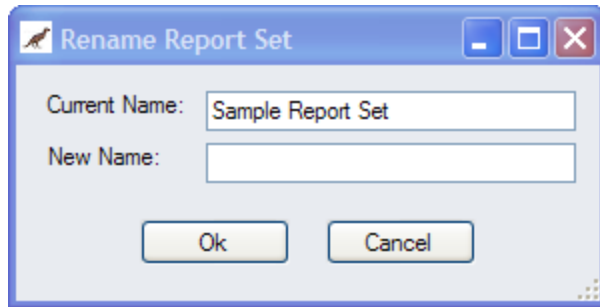 Rename Report Set
Current Name: Sample Report Set
New Name:
Ok Cancel